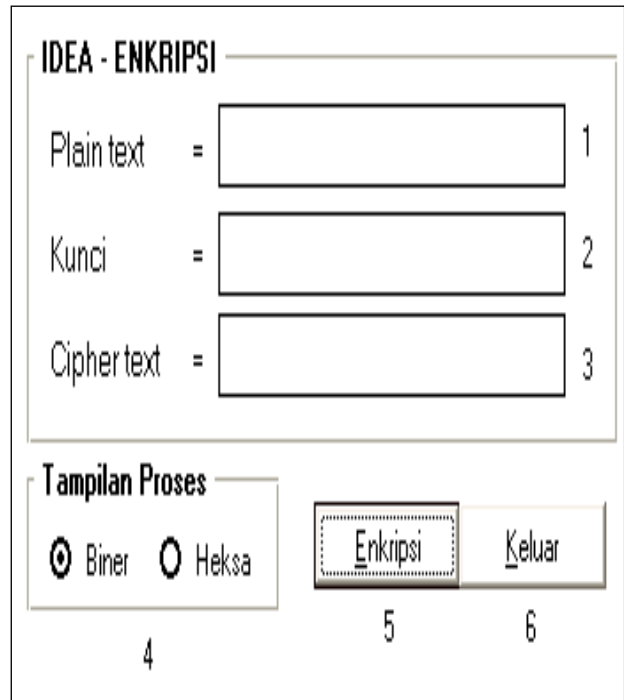 IDEA - ENKRIPSI
Plain text = 1
Kunci = 2
Cipher text = 3
Tampilan Proses
Biner Heksa Enkripsi Keluar
4 5 6